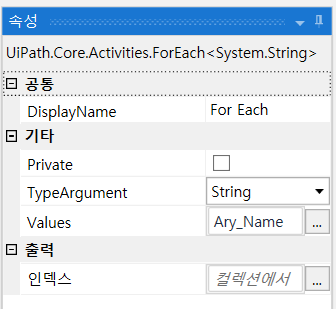 속성
UiPath.Core.Activities.ForEach<System.String>
공통
DisplayName For Each
기타
Private
TypeArgument String
Values Ary_Name ...
출력
인덱스 컬렉션에서 ...